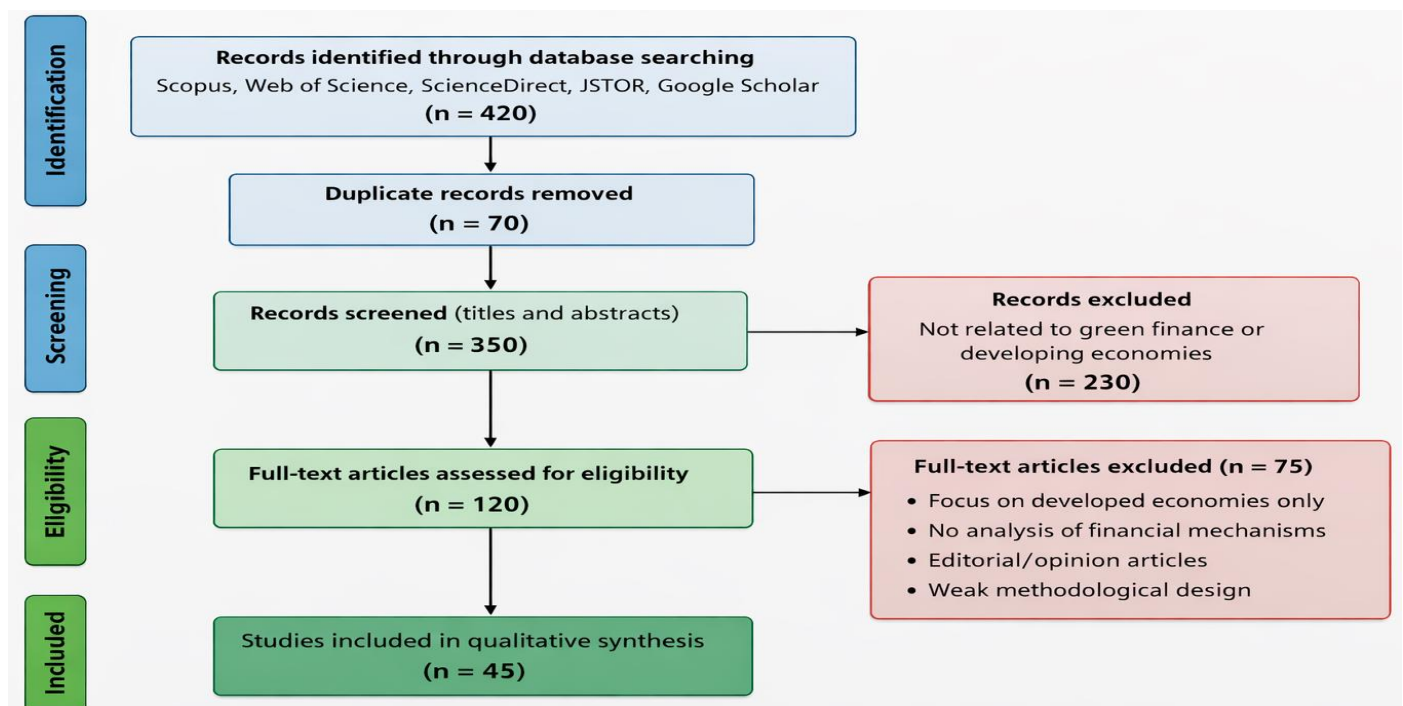 Identification
Records identified through database searching
Scopus, Web of Science, ScienceDirect, JSTOR, Google Scholar
(n = 420)
Duplicate records removed
(n = 70)
Screening
Records screened (titles and abstracts)
(n = 350)
Records excluded
Not related to green finance or
developing economies
(n = 230)
Eligibility
Full-text articles assessed for eligibility
(n = 120)
Full-text articles excluded (n = 75)
• Focus on developed economies only
• No analysis of financial mechanisms
• Editorial/opinion articles
• Weak methodological design
Included
Studies included in qualitative synthesis
(n = 45)